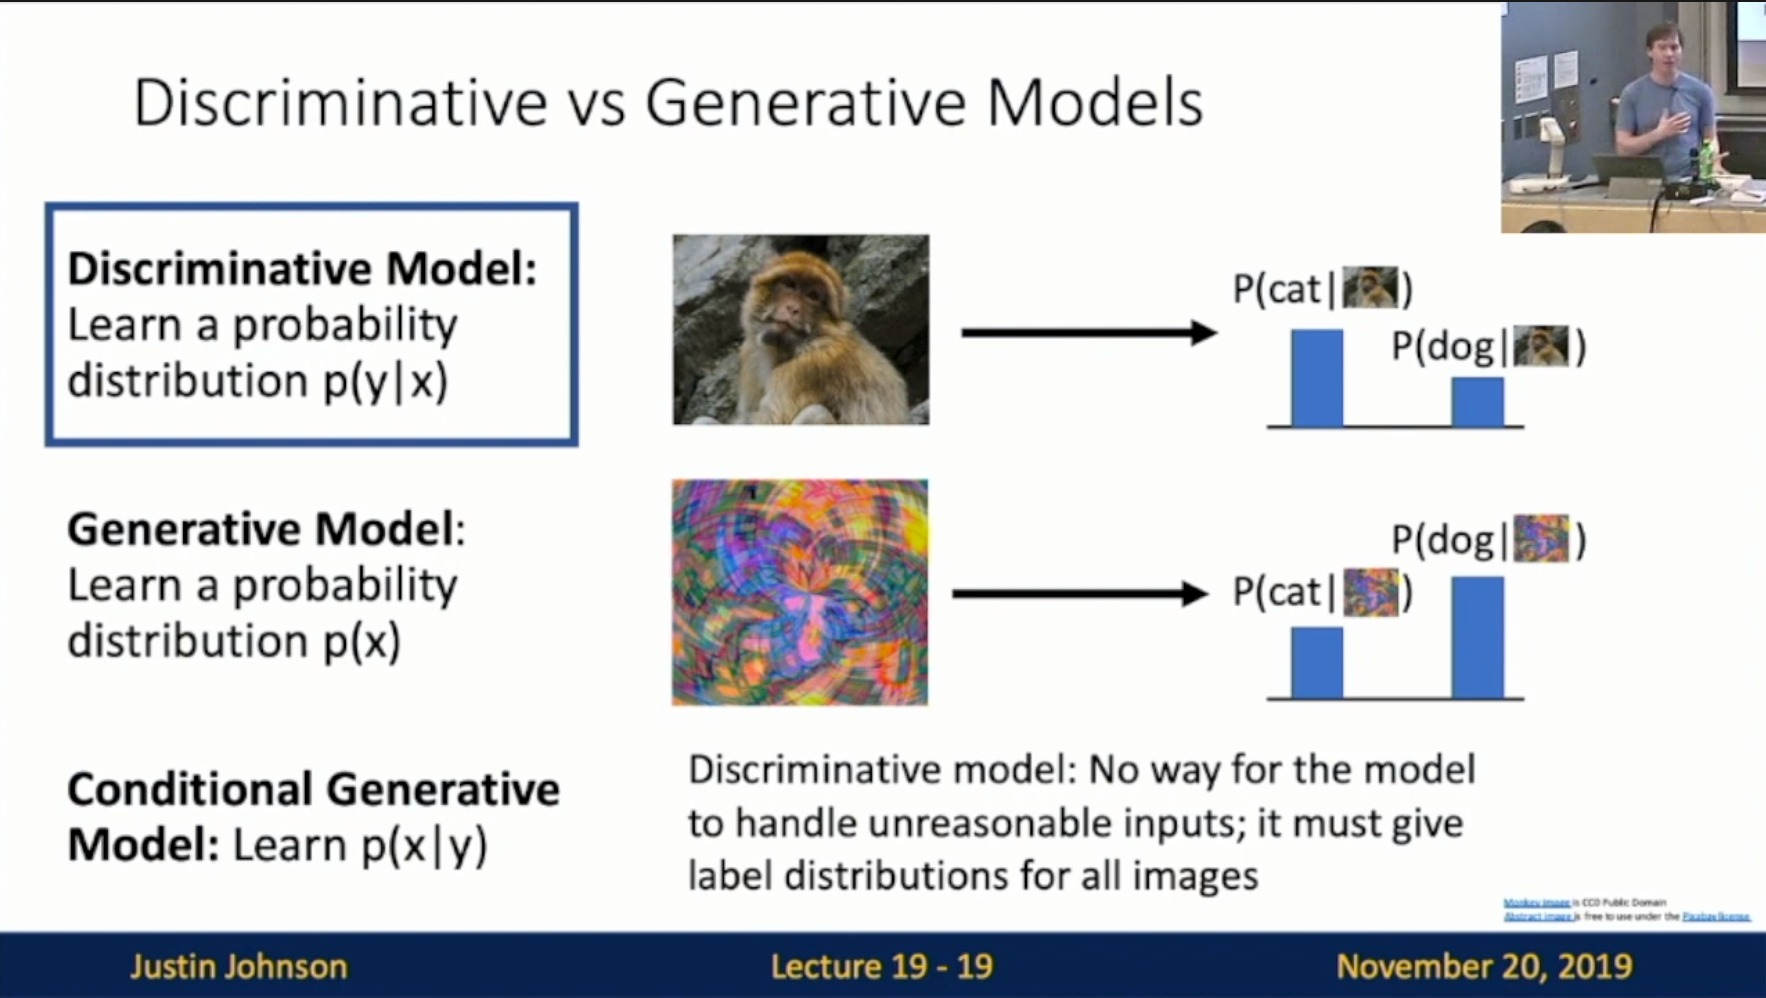 Discriminative vs Generative Models
Discriminative Model:
Learn a probability
distribution p(y|x)
P(cat| )
P(dog| )
Generative Model:
Learn a probability
distribution p(x)
P(dog| )
P(cat| )
Conditional Generative
Model: Learn p(x|y)
Discriminative model: No way for the model
to handle unreasonable inputs; it must give
label distributions for all images
Monkey image is CC0 Public Domain
Abstract image is free to use under the Pixabay license
Justin Johnson
Lecture 19 - 19
November 20, 2019